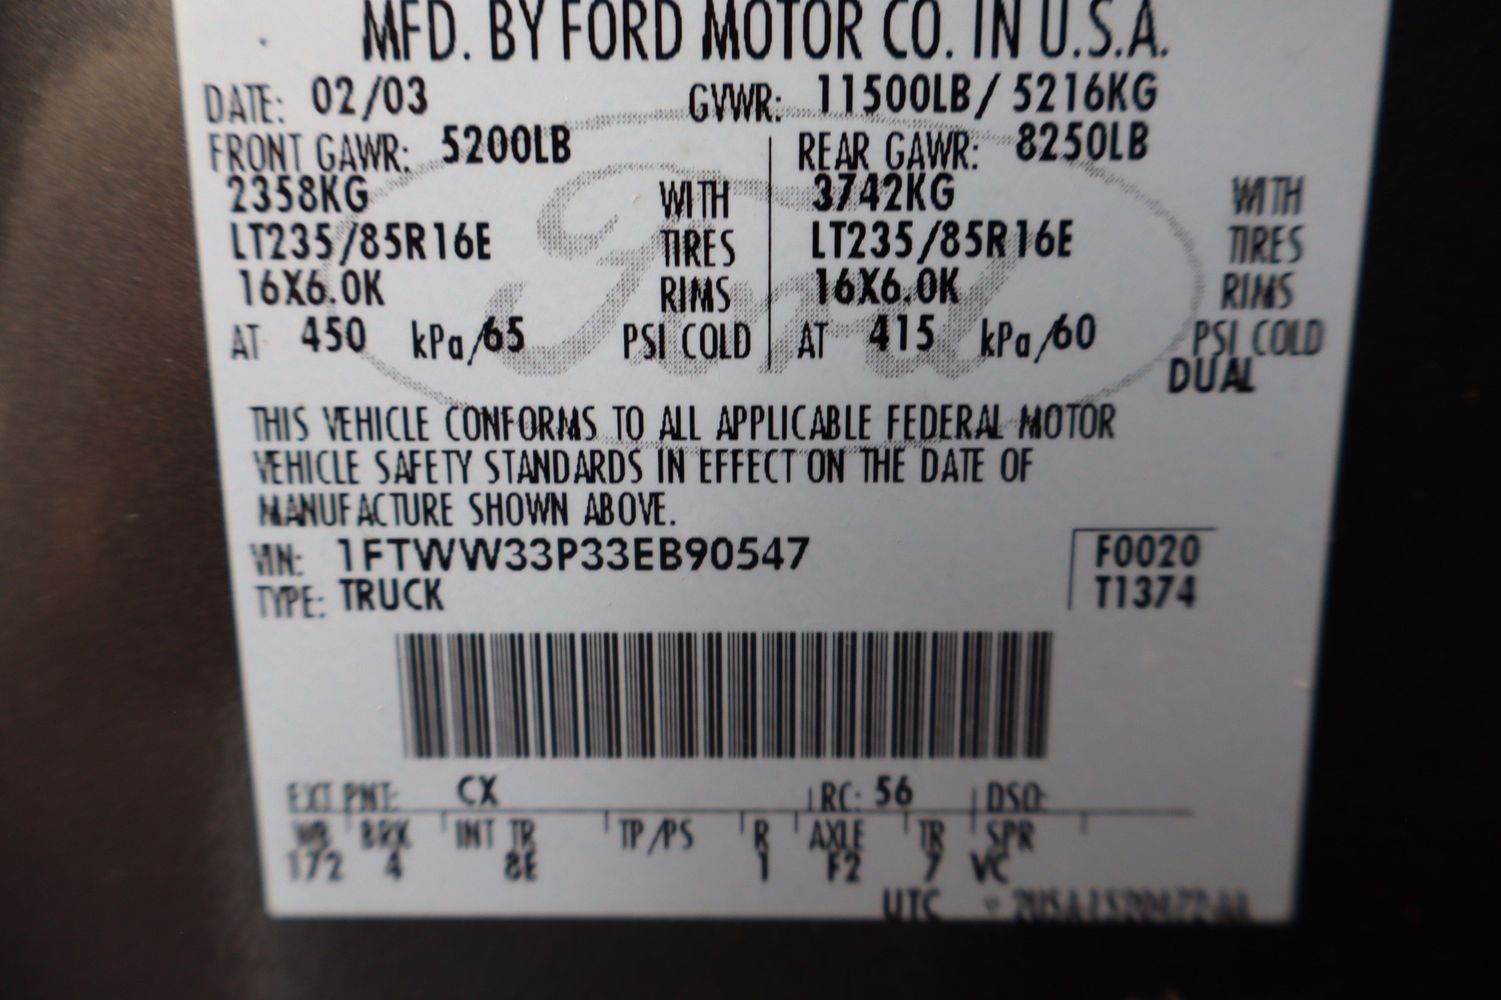 MFD. BY FORD MOTOR CO. IN U.S.A.
DATE: 02/03 GVWR: 11500LB/ 5216KG
FRONT GAWR: 5200LB REAR GAWR: 8250LB
2358KG WITH 3742KG WITH
LT235/85R16E TIRES LT235/85R16E TIRES
16X6.0K RIMS 16X6.0K RIMS
AT 450 kPa/65 PSI COLD AT 415 kPa/60 PSI COLD
DUAL
Ford
THIS VEHICLE CONFORMS TO ALL APPLICABLE FEDERAL MOTOR
VEHICLE SAFETY STANDARDS IN EFFECT ON THE DATE OF
MANUFACTURE SHOWN ABOVE.
VIN: 1FTWW33P33EB90547 F0020
TYPE: TRUCK T1374
EXT PNT: CX RC: 56 DSO:
WB BRK INT TR TP/PS R AXLE TR SPR
172 4 8E 1 F2 7 VC
UTC